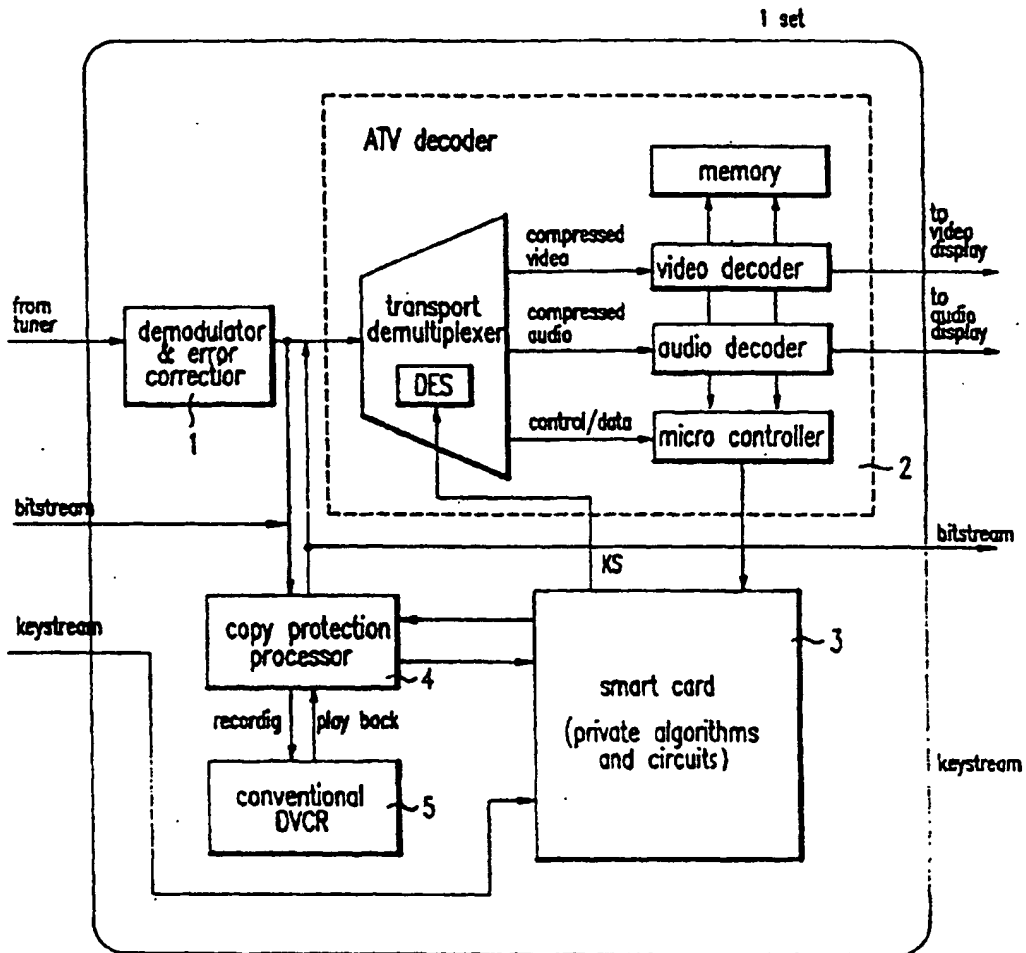 1 set
ATV decoder
memory
compressed
video
video decoder
to
video
display
from
tuner
demodulator
& error
correctior
1
transport
demultiplexer
DES
compressed
audio
audio decoder
to
audio
display
control/data
micro controller
2
bitstream
bitstream
KS
keystream
copy protection
processor
4
smart card
(private algorithms
and circuits)
3
recordig
play back
keystream
conventional
DVCR
5